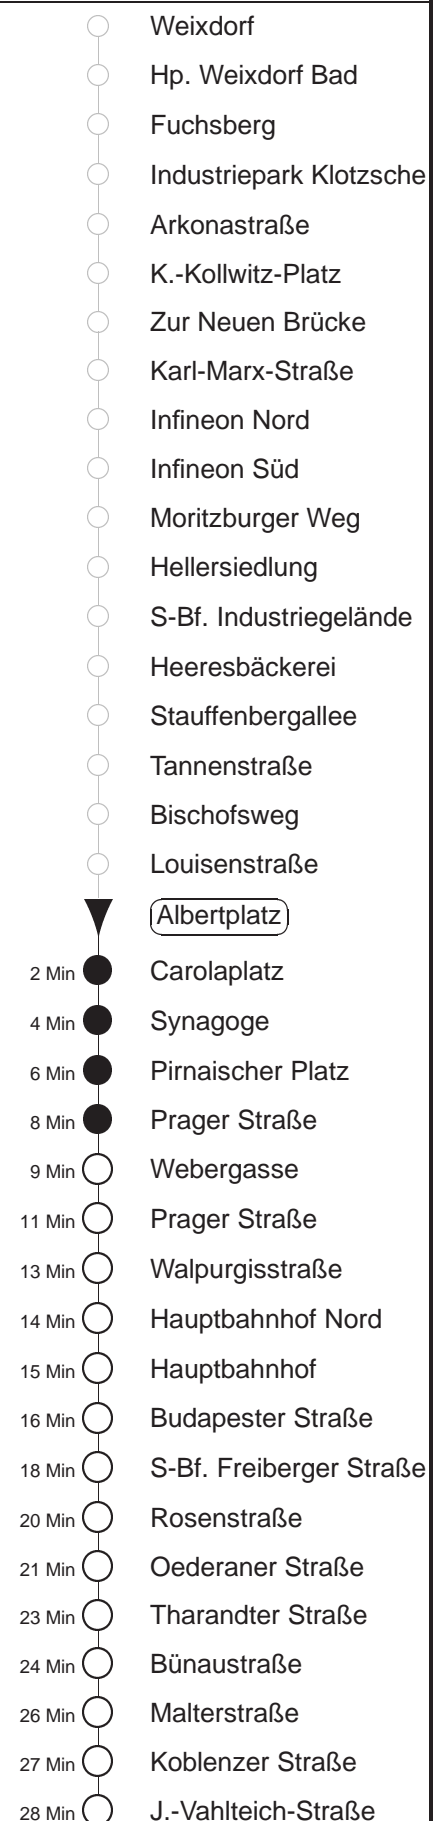 Weixdorf
Hp. Weixdorf Bad
Fuchsberg
Industriepark Klotzsche
Arkonastraße
K.-Kollwitz-Platz
Zur Neuen Brücke
Karl-Marx-Straße
Infineon Nord
Infineon Süd
Moritzburger Weg
Hellersiedlung
S-Bf. Industriegelände
Heeresbäckerei
Stauffenbergallee
Tannenstraße
Bischofsweg
Louisenstraße
Albertplatz
2 Min Carolaplatz
4 Min Synagoge
6 Min Pirnaischer Platz
8 Min Prager Straße
9 Min Webergasse
11 Min Prager Straße
13 Min Walpurgisstraße
14 Min Hauptbahnhof Nord
15 Min Hauptbahnhof
16 Min Budapester Straße
18 Min S-Bf. Freiberger Straße
20 Min Rosenstraße
21 Min Oederaner Straße
23 Min Tharandter Straße
24 Min Bünaustraße
26 Min Malterstraße
27 Min Koblenzer Straße
28 Min J.-Vahlteich-Straße